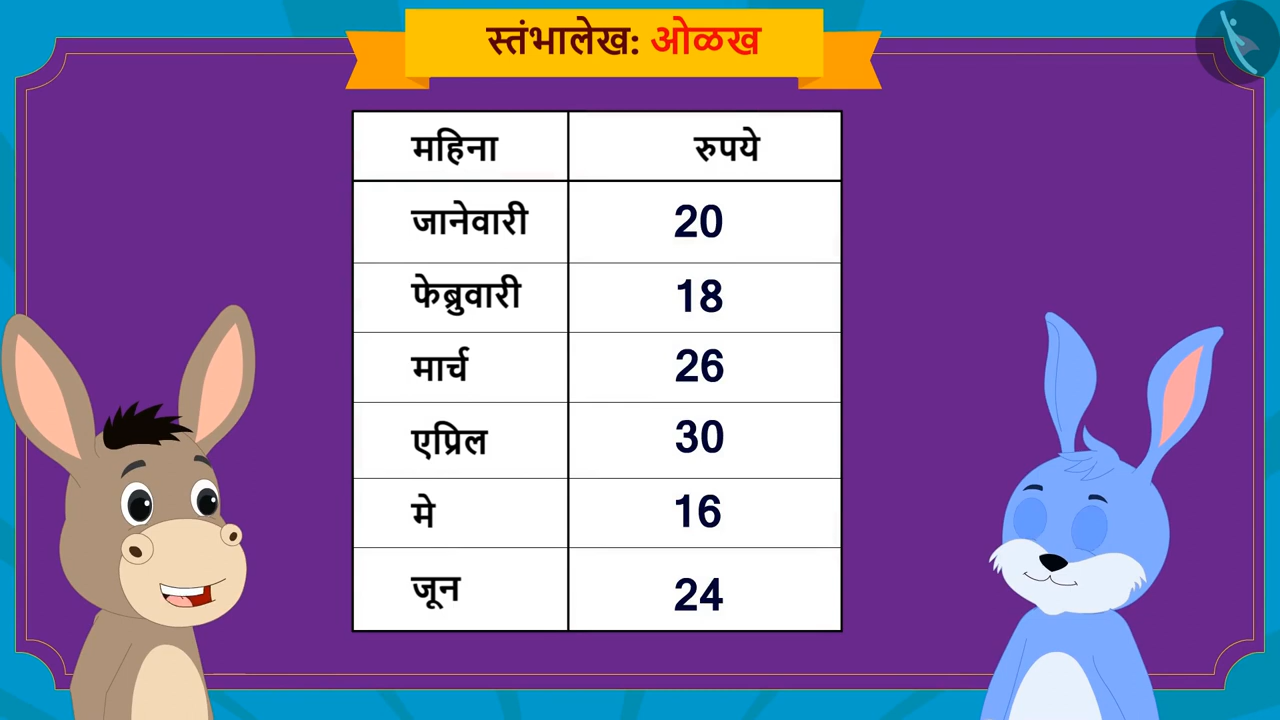 स्तंभालेख: ओळख
महिना रुपये
जानेवारी 20
फेब्रुवारी 18
मार्च 26
एप्रिल 30
मे 16
जून 24